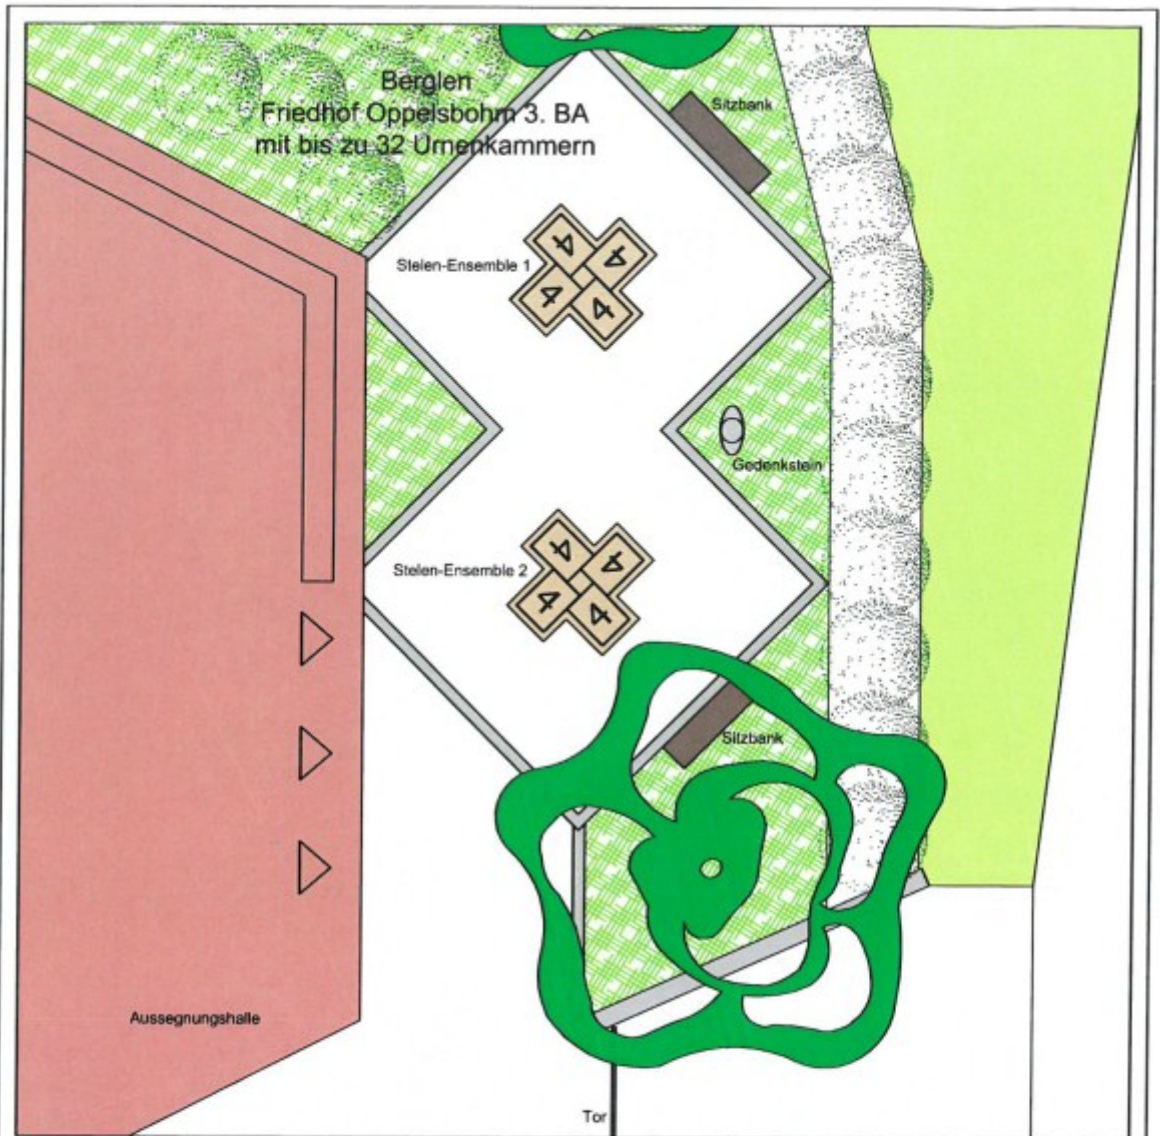 Berglen
Friedhof Oppelsbohm 3. BA
mit bis zu 32 Urnenkammern
Sitzbank
Stelen-Ensemble 1
4
4
4
4
Gedenkstein
Stelen-Ensemble 2
4
4
4
4
Sitzbank
Aussegnungshalle
Tor